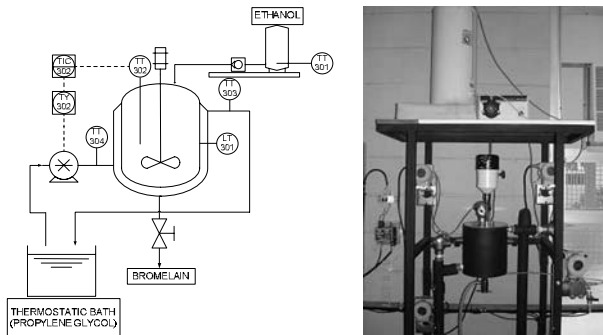 ETHANOL
TIC
302
TT
302
TT
301
TY
302
TT
303
TT
304
LT
301
BROMELAIN
THERMOSTATIC BATH
(PROPYLENE GLYCOL)